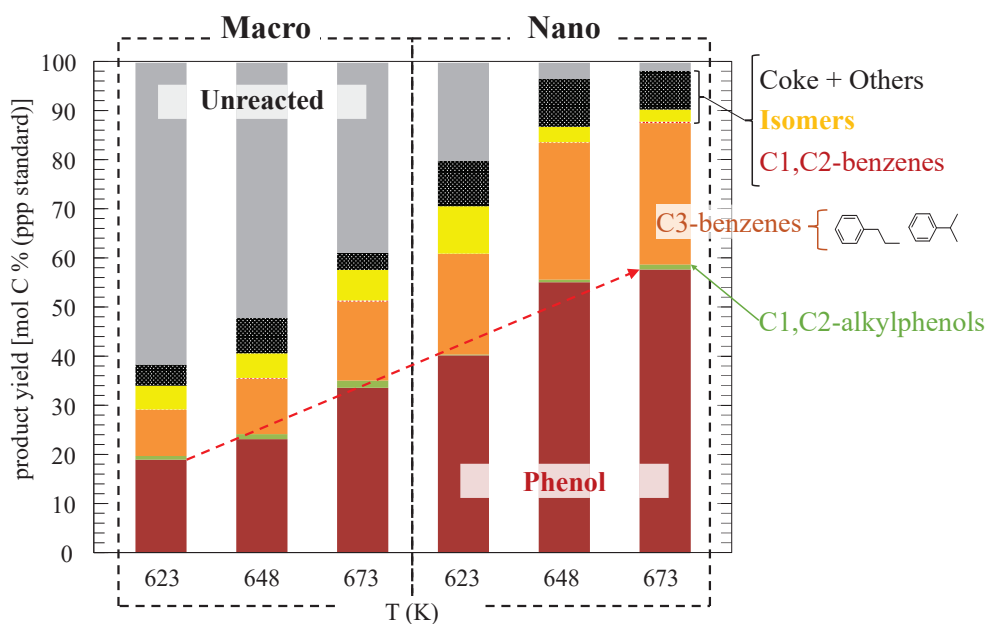 Macro
Nano
product yield [mol C % (ppp standard)]
100
90
80
70
60
50
40
30
20
10
0
Unreacted
Phenol
Coke + Others
Isomers
C1,C2-benzenes
C3-benzenes
C1,C2-alkylphenols
623 648 673 623 648 673
T (K)